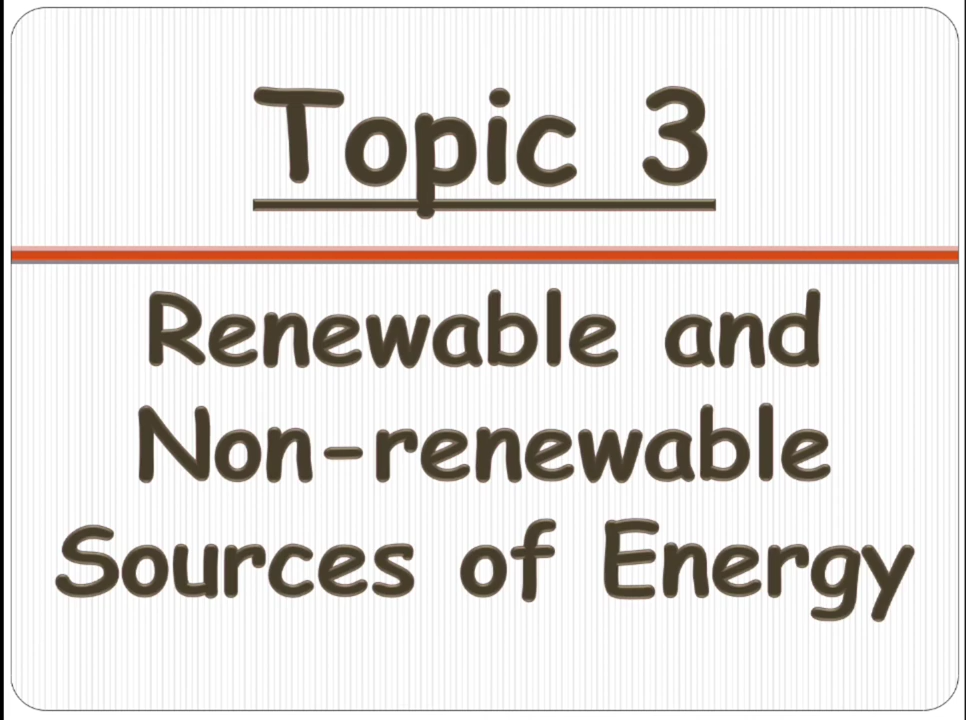 Topic 3
Renewable and
Non-renewable
Sources of Energy